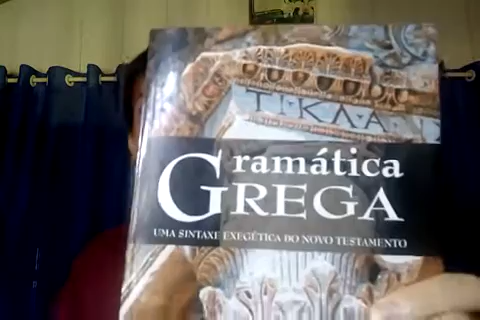 Τ·Κ Λ Α·
Gramática
GREGA
UMA SINTAXE EXEGÉTICA DO NOVO TESTAMENTO